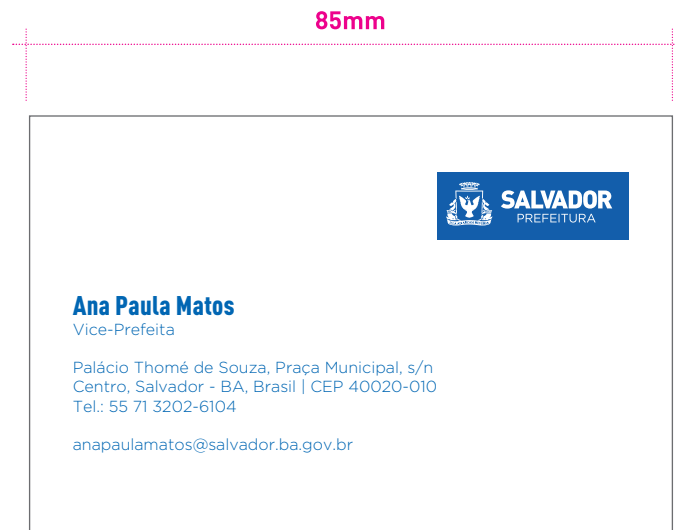 85mm
SALVADOR
PREFEITURA
Ana Paula Matos
Vice-Prefeita
Palácio Thomé de Souza, Praça Municipal, s/n
Centro, Salvador - BA, Brasil | CEP 40020-010
Tel.: 55 71 3202-6104
anapaulamatos@salvador.ba.gov.br